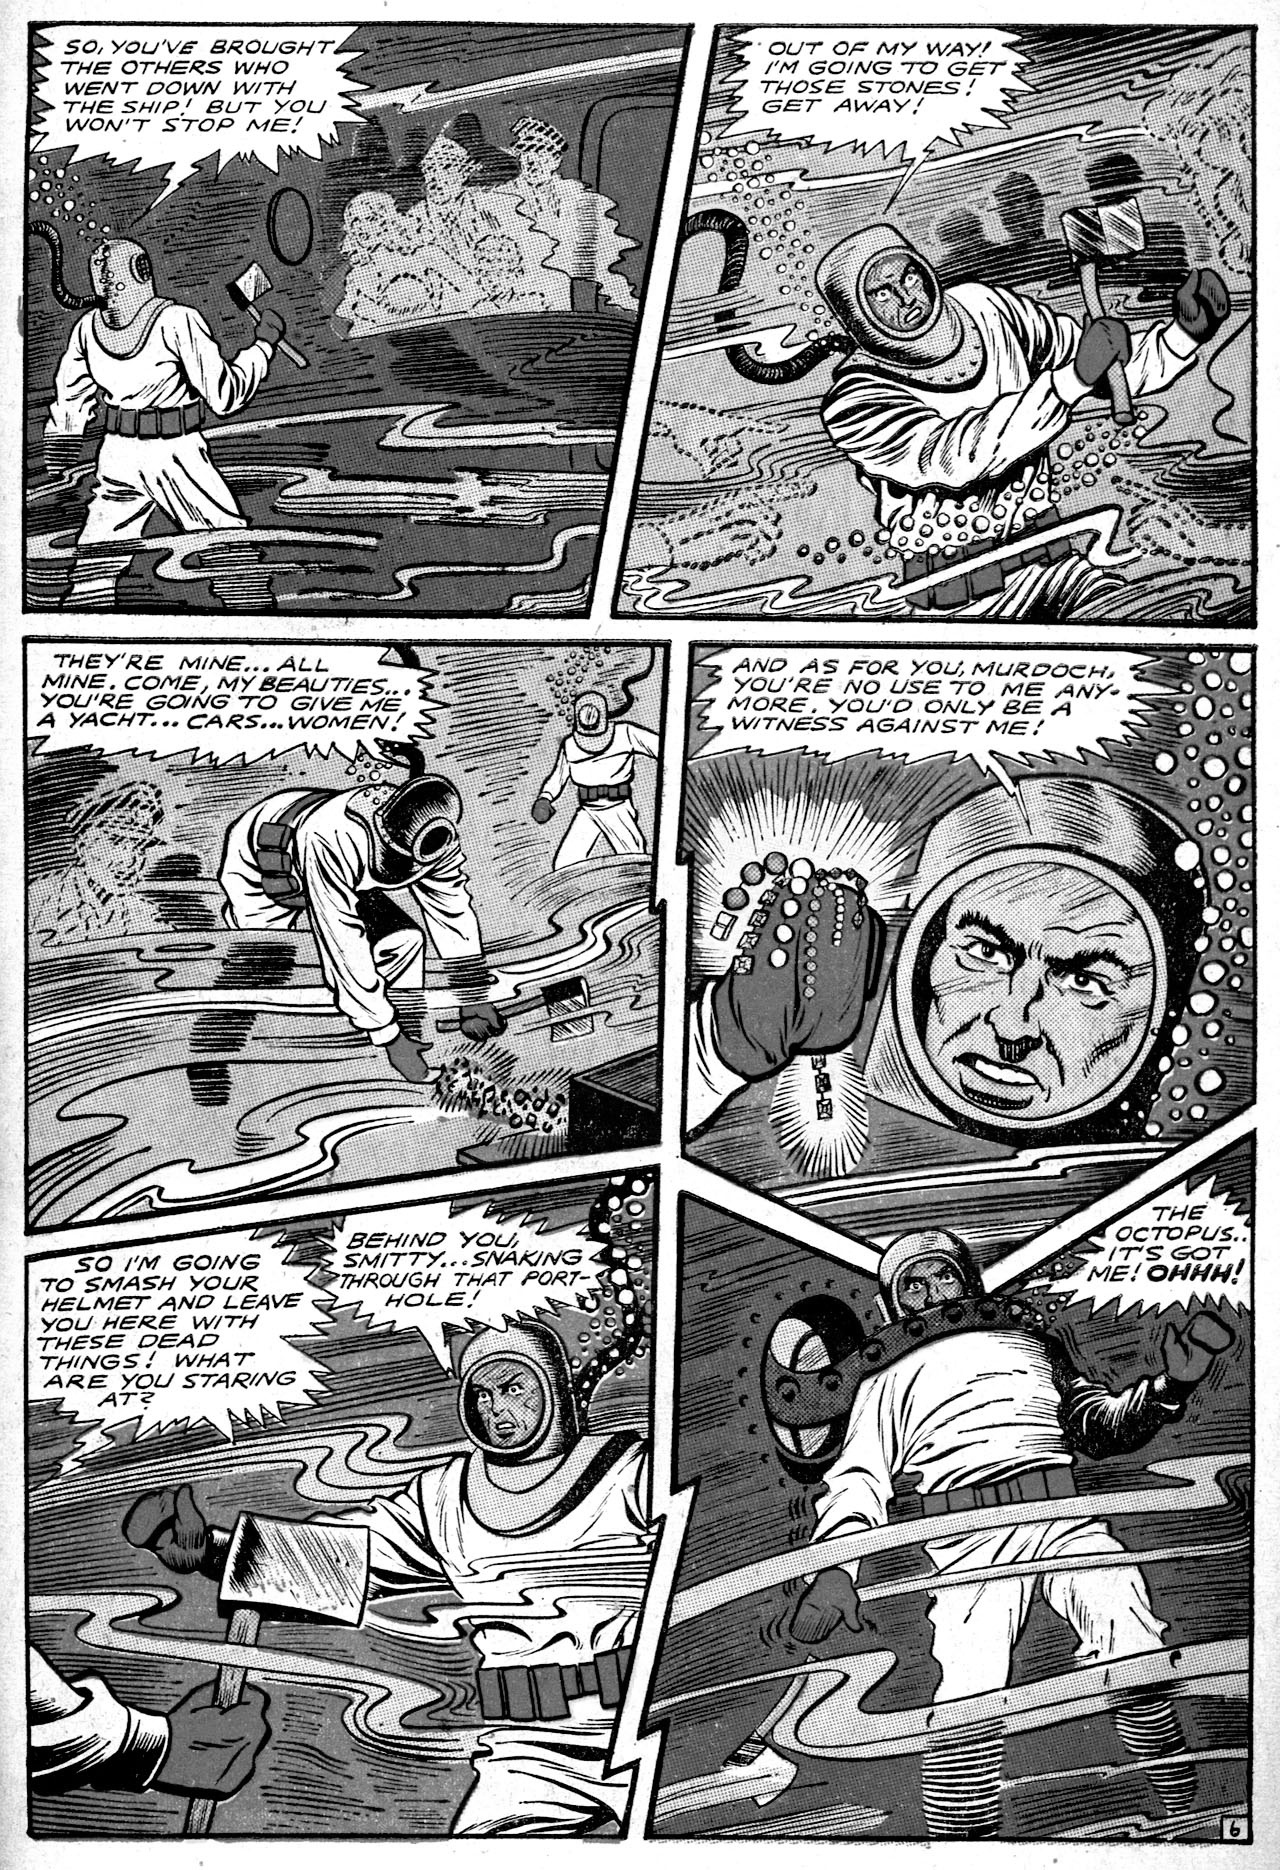 SO, YOU'VE BROUGHT
THE OTHERS WHO
WENT DOWN WITH
THE SHIP! BUT YOU
WON'T STOP ME!
OUT OF MY WAY!
I'M GOING TO GET
THOSE STONES!
GET AWAY!
THEY'RE MINE... ALL
MINE. COME, MY BEAUTIES...
YOU'RE GOING TO GIVE ME
A YACHT... CARS...WOMEN!
AND AS FOR YOU, MURDOCH,
YOU'RE NO USE TO ME ANY-
MORE. YOU'D ONLY BE A
WITNESS AGAINST ME!
SO I'M GOING
TO SMASH YOUR
HELMET AND LEAVE
YOU HERE WITH
THESE DEAD
THINGS! WHAT
ARE YOU STARING
AT?
BEHIND YOU,
SMITTY...SNAKING
THROUGH THAT PORT-
HOLE!
THE
OCTOPUS..
IT'S GOT
ME! OHHH!
6